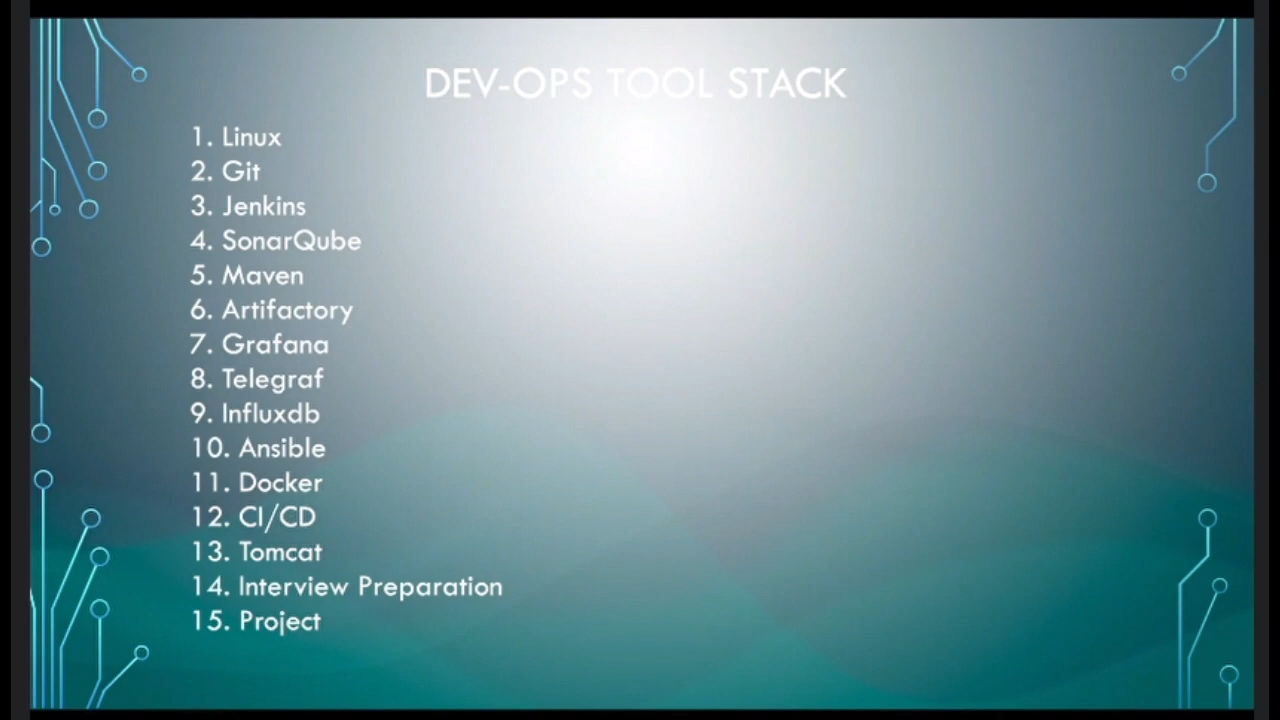 DEV-OPS TOOL STACK
1. Linux
2. Git
3. Jenkins
4. SonarQube
5. Maven
6. Artifactory
7. Grafana
8. Telegraf
9. Influxdb
10. Ansible
11. Docker
12. CI/CD
13. Tomcat
14. Interview Preparation
15. Project